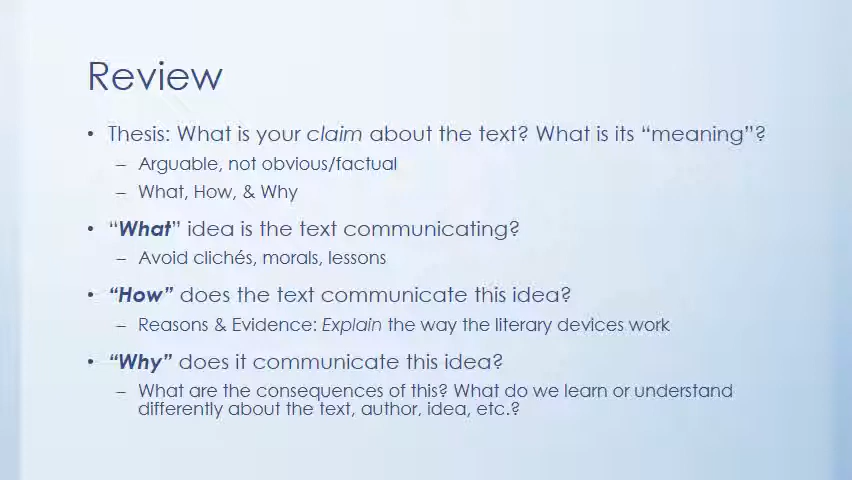 Review
• Thesis: What is your claim about the text? What is its “meaning”?
– Arguable, not obvious/factual
– What, How, & Why
• “What” idea is the text communicating?
– Avoid clichés, morals, lessons
• “How” does the text communicate this idea?
– Reasons & Evidence: Explain the way the literary devices work
• “Why” does it communicate this idea?
– What are the consequences of this? What do we learn or understand
differently about the text, author, idea, etc.?